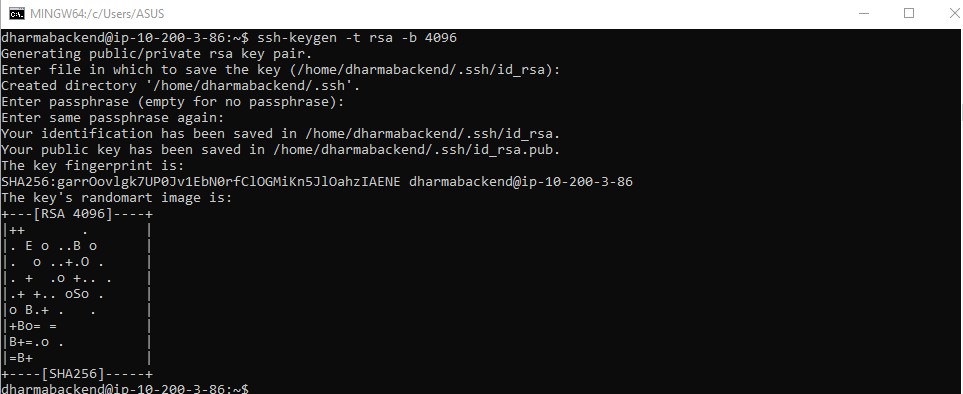 MINGW64:/c/Users/ASUS
dharmabackend@ip-10-200-3-86:~$ ssh-keygen -t rsa -b 4096
Generating public/private rsa key pair.
Enter file in which to save the key (/home/dharmabackend/.ssh/id_rsa):
Created directory '/home/dharmabackend/.ssh'.
Enter passphrase (empty for no passphrase):
Enter same passphrase again:
Your identification has been saved in /home/dharmabackend/.ssh/id_rsa.
Your public key has been saved in /home/dharmabackend/.ssh/id_rsa.pub.
The key fingerprint is:
SHA256:garrOovlgk7UP0Jv1EbN0rfClOGMiKn5JlOahzIAENE dharmabackend@ip-10-200-3-86
The key's randomart image is:
+---[RSA 4096]----+
|++       .       |
|. E o ..B o      |
|.  o ..+.O .     |
|. +  .o +.. .    |
|.+ +.. oSo .     |
|o B.+ .   .      |
|+Bo= =           |
|B+=.o .          |
|=B+              |
+----[SHA256]-----+
dharmabackend@ip-10-200-3-86:~$